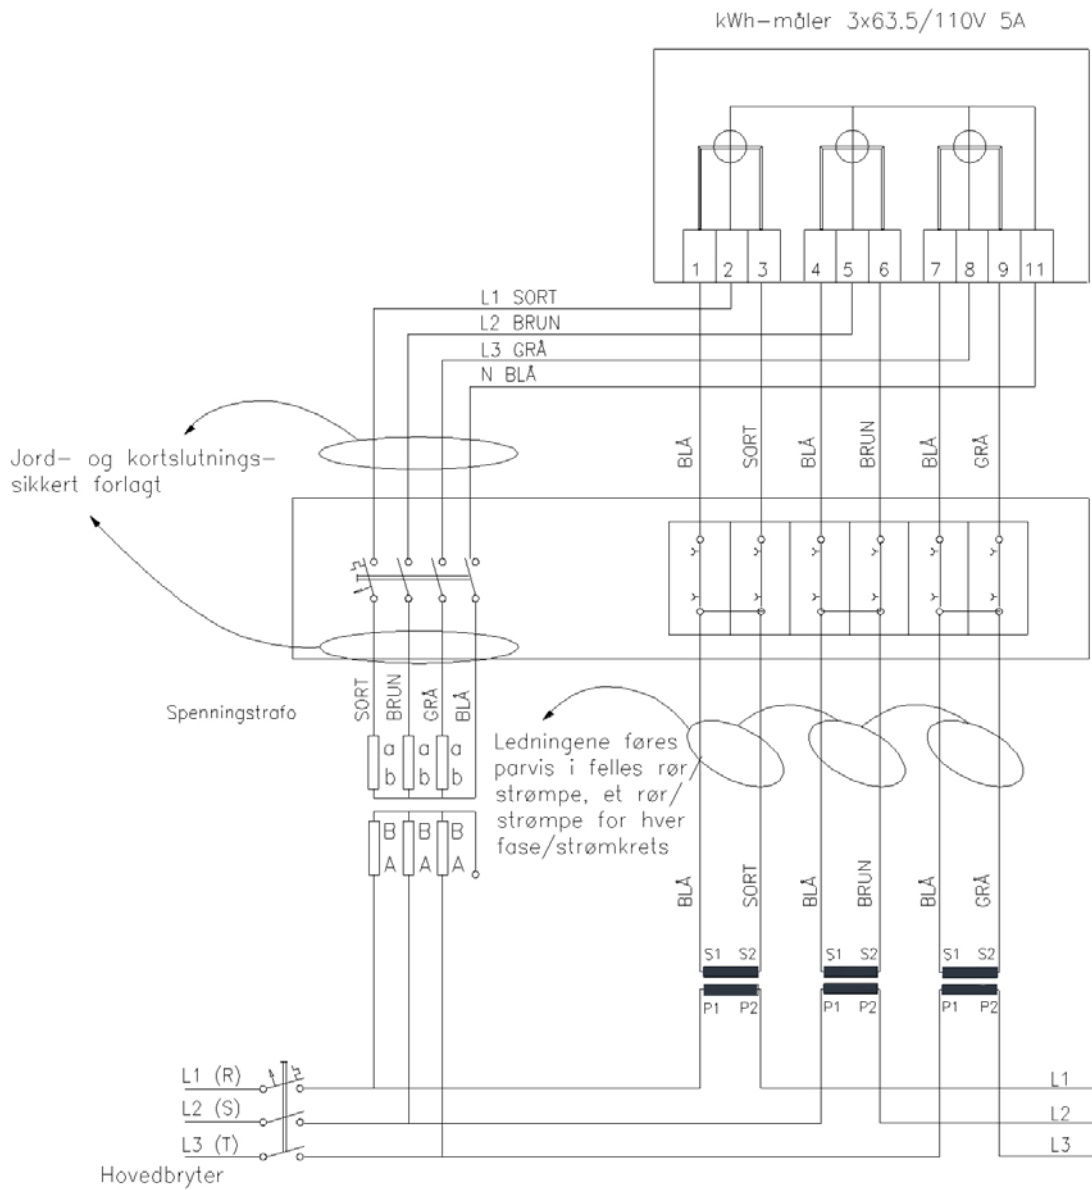 kWh-måler 3x63.5/110V 5A
1 2 3 4 5 6 7 8 9 11
L1 SORT
L2 BRUN
L3 GRÅ
N BLÅ
BLÅ SORT BLÅ BRUN BLÅ GRÅ
Jord- og kortslutnings-
sikkert forlagt
SORT BRUN GRÅ BLÅ
Spenningstrafo
a a a
b b b
B B B
A A A
Ledningene føres
parvis i felles rør/
strømpe, et rør/
strømpe for hver
fase/strømkrets
BLÅ SORT BLÅ BRUN BLÅ GRÅ
S1 S2 S1 S2 S1 S2
P1 P2 P1 P2 P1 P2
L1 (R) L1
L2 (S) L2
L3 (T) L3
Hovedbryter